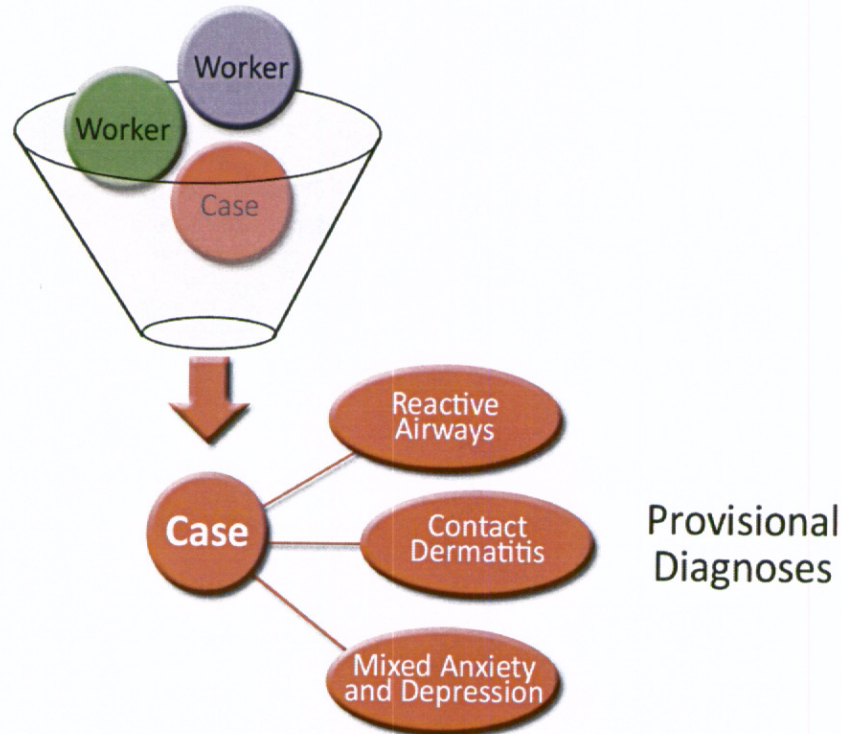 Worker
Worker
Case
Reactive
Airways
Case
Contact
Dermatitis
Provisional
Diagnoses
Mixed Anxiety
and Depression